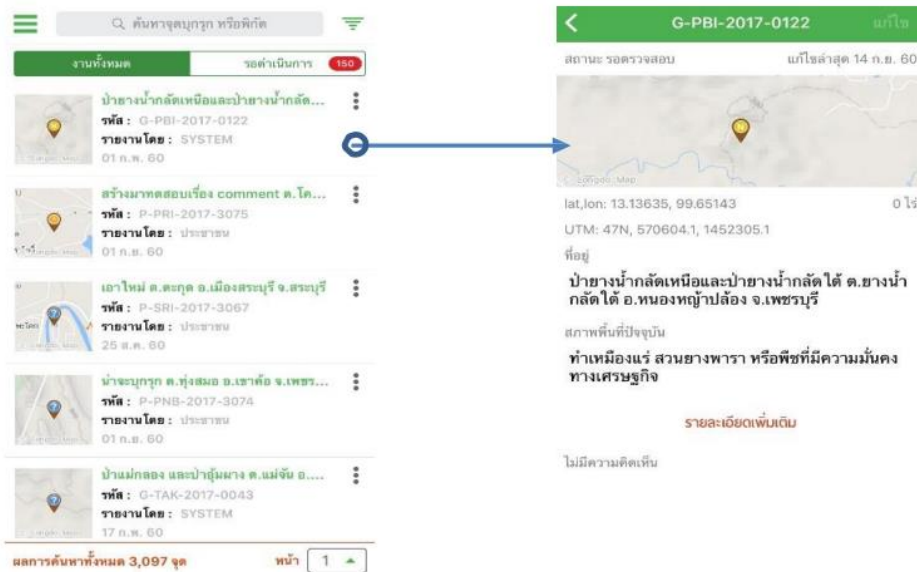 ค้นหาจุดบุกรุก หรือพิกัด
งานทั้งหมด
รอดำเนินการ 150
ป่ายางน้ำกลัดเหนือและป่ายางน้ำกลัด...
รหัส : G-PBI-2017-0122
รายงานโดย : SYSTEM
01 ก.พ. 60
สร้างมาทดสอบเรื่อง comment ต.โค...
รหัส : P-PRI-2017-3075
รายงานโดย : ประชาชน
01 ก.ย. 60
เอาใหม่ ต.ตะกุด อ.เมืองสระบุรี จ.สระบุรี
รหัส : P-SRI-2017-3067
รายงานโดย : ประชาชน
25 ส.ค. 60
น่าจะบุกรุก ต.ทุ่งสมอ อ.เขาค้อ จ.เพชร...
รหัส : P-PNB-2017-3074
รายงานโดย : ประชาชน
01 ก.ย. 60
ป่าแม่กลอง และป่าอุ้มผาง ต.แม่จัน อ....
รหัส : G-TAK-2017-0043
รายงานโดย : SYSTEM
17 ก.พ. 60
ผลการค้นหาทั้งหมด 3,097 จุด
หน้า 1
G-PBI-2017-0122
แก้ไข
สถานะ รอตรวจสอบ
แก้ไขล่าสุด 14 ก.ย. 60
Longdo Map
lat,lon: 13.13635, 99.65143
0 ไร่
UTM: 47N, 570604.1, 1452305.1
ที่อยู่
ป่ายางน้ำกลัดเหนือและป่ายางน้ำกลัดใต้ ต.ยางน้ำ
กลัดใต้ อ.หนองหญ้าปล้อง จ.เพชรบุรี
สภาพพื้นที่ปัจจุบัน
ทำเหมืองแร่ สวนยางพารา หรือพืชที่มีความมั่นคง
ทางเศรษฐกิจ
รายละเอียดเพิ่มเติม
ไม่มีความคิดเห็น